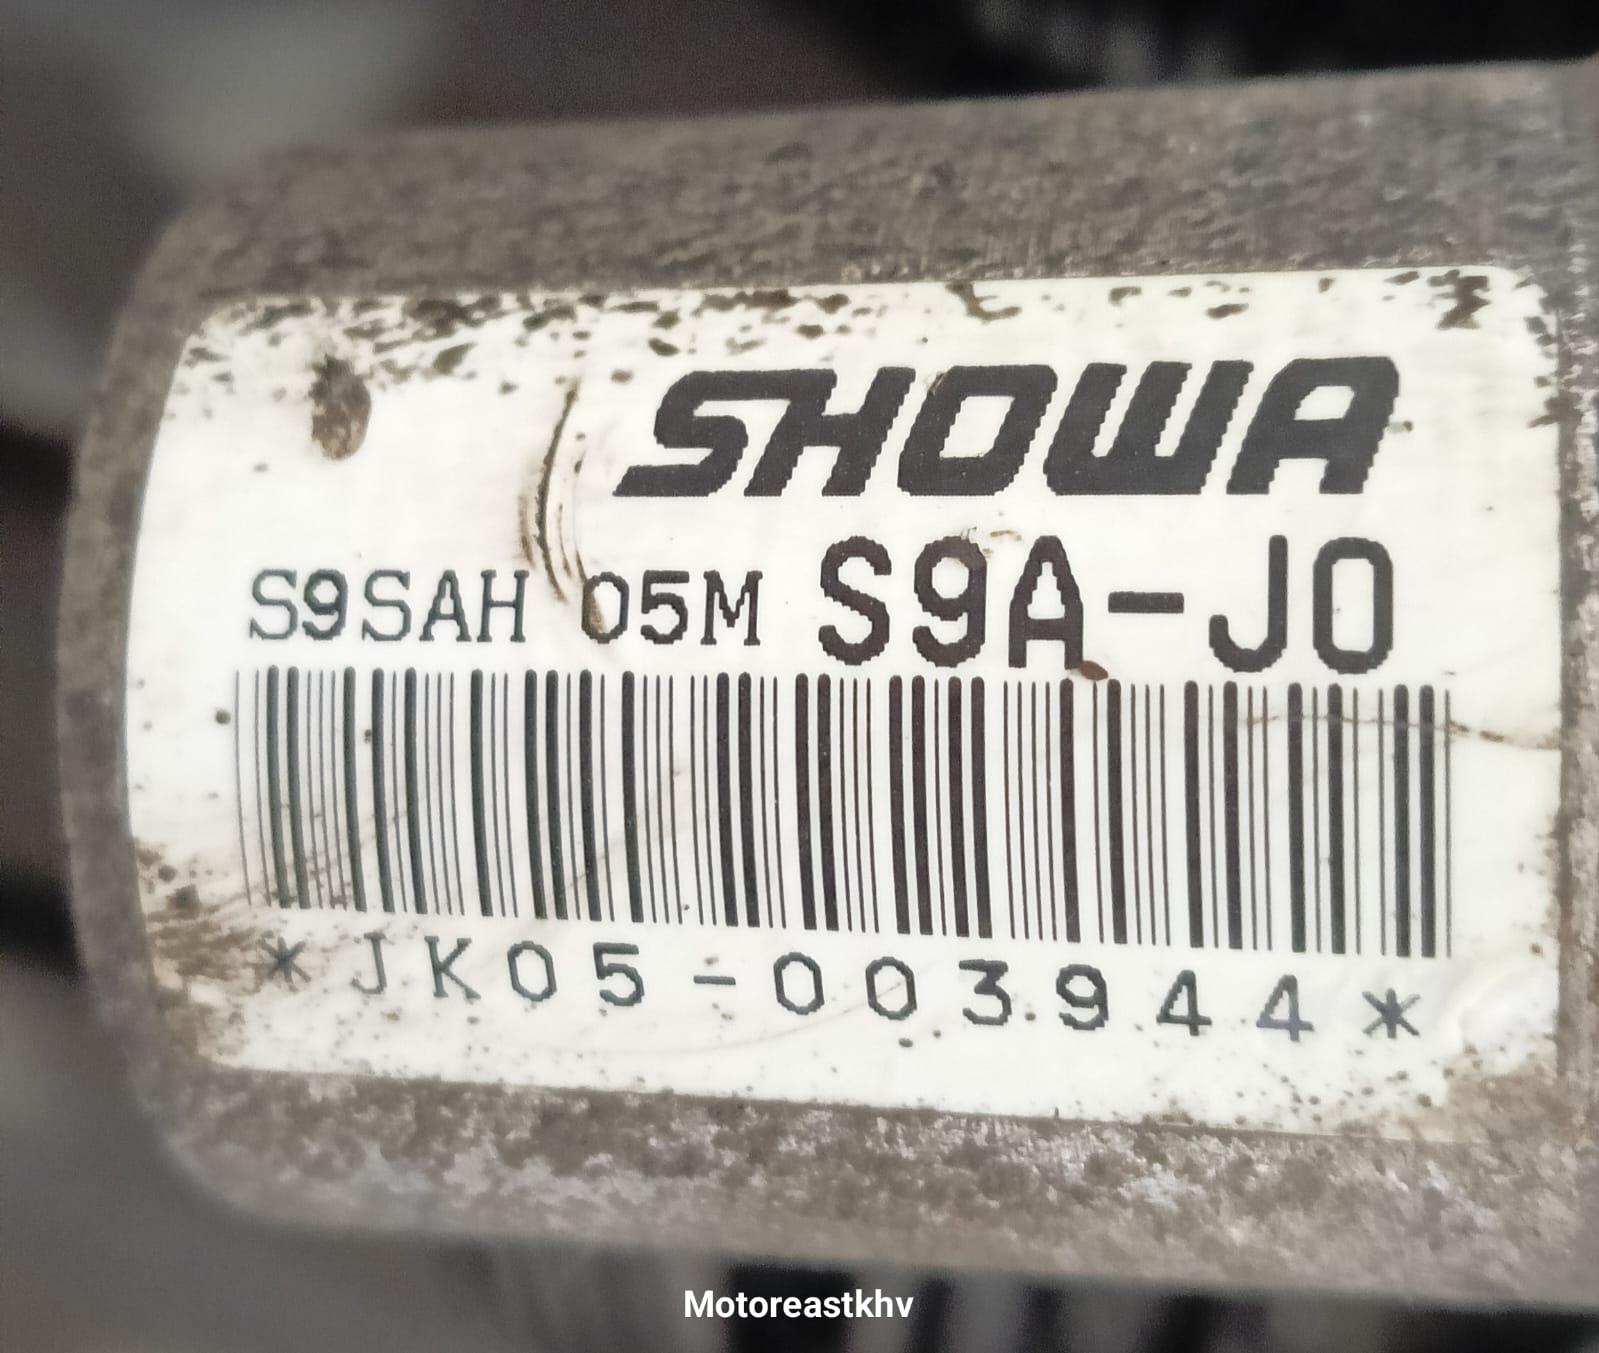 SHOWA
S9SAH 05M S9A-J0
*JK05-003944*
Motoreastkhv